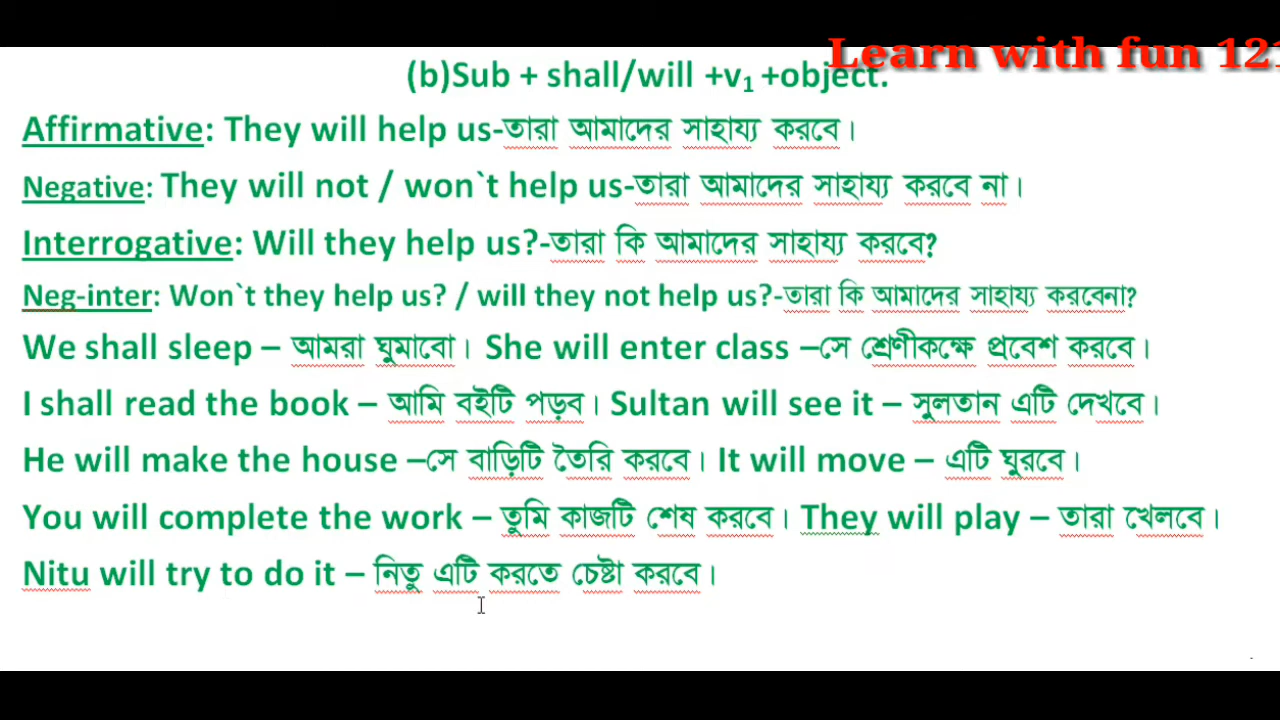 Learn with fun 121
(b)Sub + shall/will +v₁ +object.
Affirmative: They will help us-তারা আমাদের সাহায্য করবে।
Negative: They will not / won`t help us-তারা আমাদের সাহায্য করবে না।
Interrogative: Will they help us?-তারা কি আমাদের সাহায্য করবে?
Neg-inter: Won`t they help us? / will they not help us?-তারা কি আমাদের সাহায্য করবেনা?
We shall sleep – আমরা ঘুমাবো। She will enter class –সে শ্রেণীকক্ষে প্রবেশ করবে।
I shall read the book – আমি বইটি পড়ব। Sultan will see it – সুলতান এটি দেখবে।
He will make the house –সে বাড়িটি তৈরি করবে। It will move – এটি ঘুরবে।
You will complete the work – তুমি কাজটি শেষ করবে। They will play – তারা খেলবে।
Nitu will try to do it – নিতু এটি করতে চেষ্টা করবে।